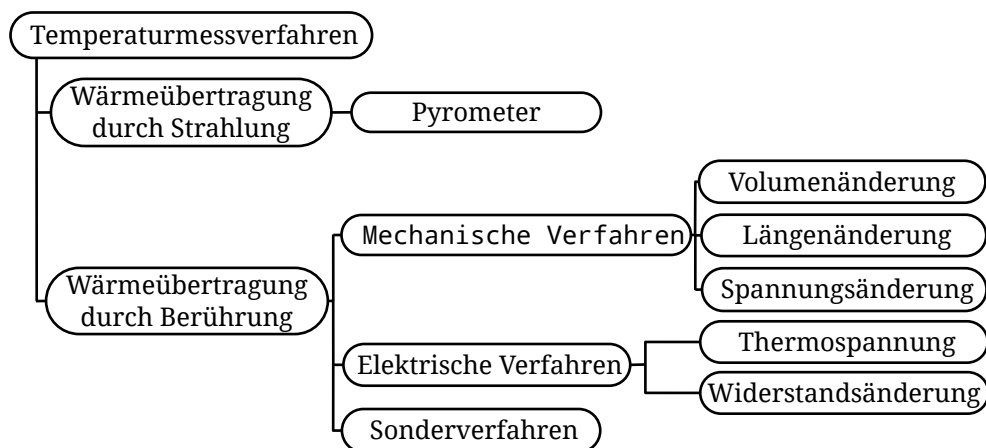 Temperaturmessverfahren
Wärmeübertragung
durch Strahlung
Pyrometer
Wärmeübertragung
durch Berührung
Mechanische Verfahren
Volumenänderung
Längenänderung
Spannungsänderung
Elektrische Verfahren
Thermospannung
Widerstandsänderung
Sonderverfahren